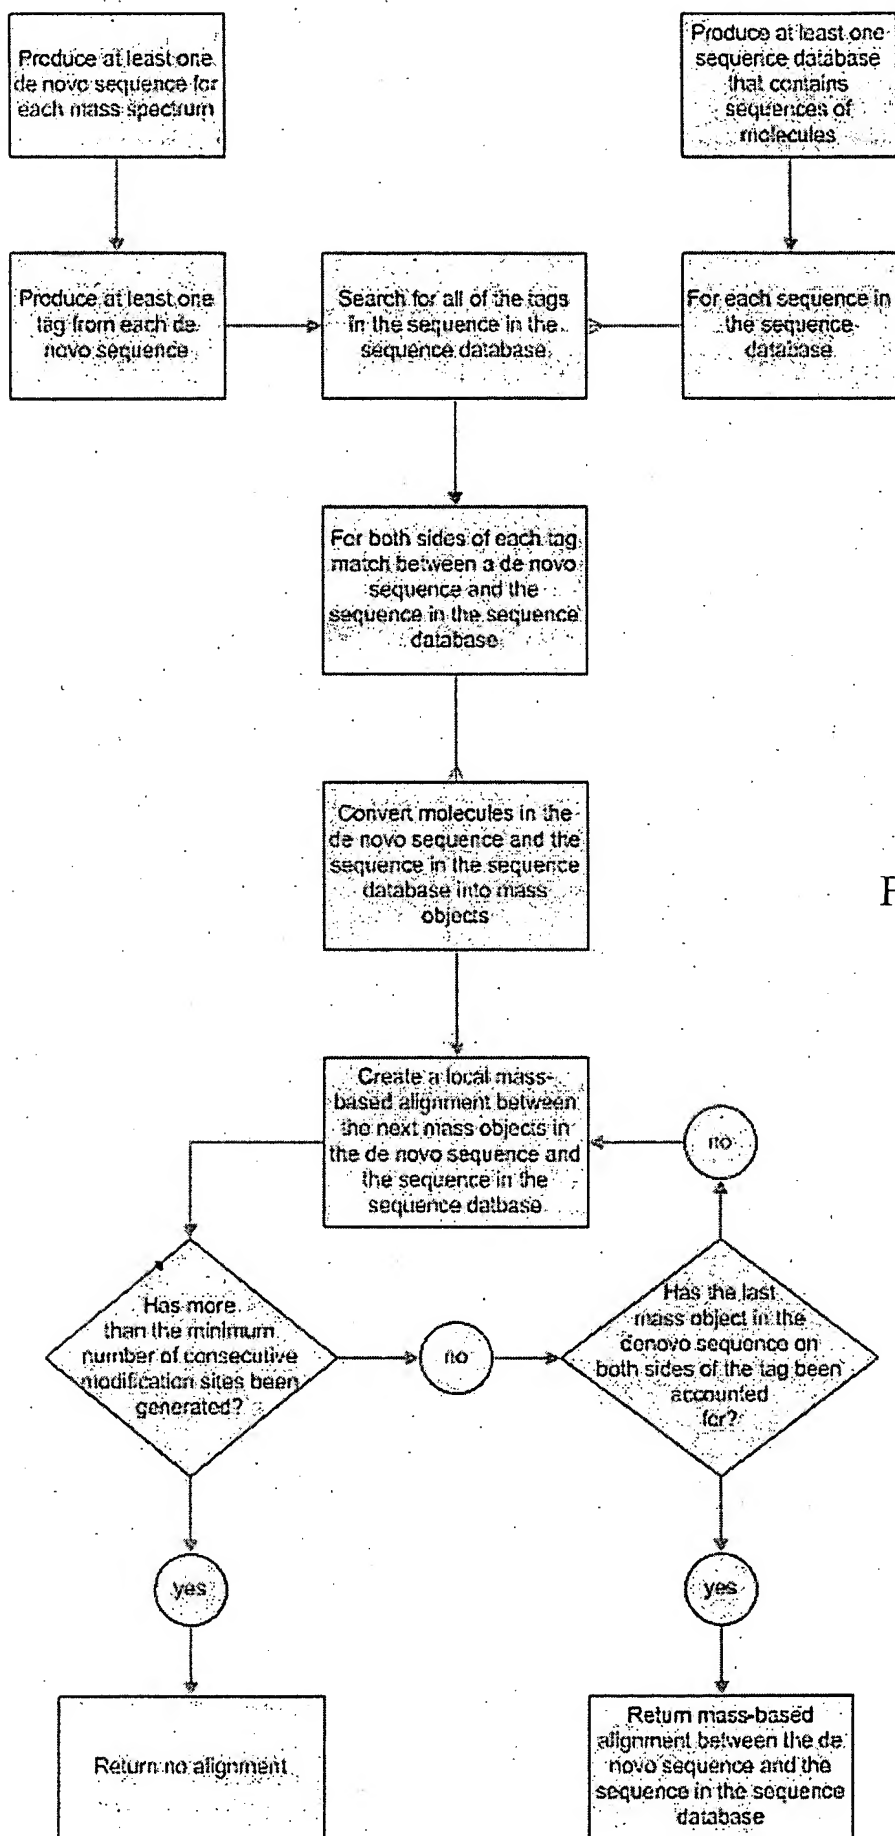 Produce at least one
de novo sequence for
each mass spectrum
Produce at least one
sequence database
that contains
sequences of
molecules
Produce at least one
tag from each de
novo sequence
Search for all of the tags
in the sequence in the
sequence database
For each sequence in
the sequence
database
For both sides of each tag
match between a de novo
sequence and the
sequence in the sequence
database
Convert molecules in the
de novo sequence and the
sequence in the sequence
database into mass
objects
F
Create a local mass-
based alignment between
the next mass objects in
the de novo sequence and
the sequence in the
sequence datbase
no
Has more
than the minimum
number of consecutive
modification sites been
generated?
no
Has the last
mass object in the
denovo sequence on
both sides of the tag been
accounted
for?
yes
yes
Return no alignment
Return mass-based
alignment between the de
novo sequence and the
sequence in the sequence
database